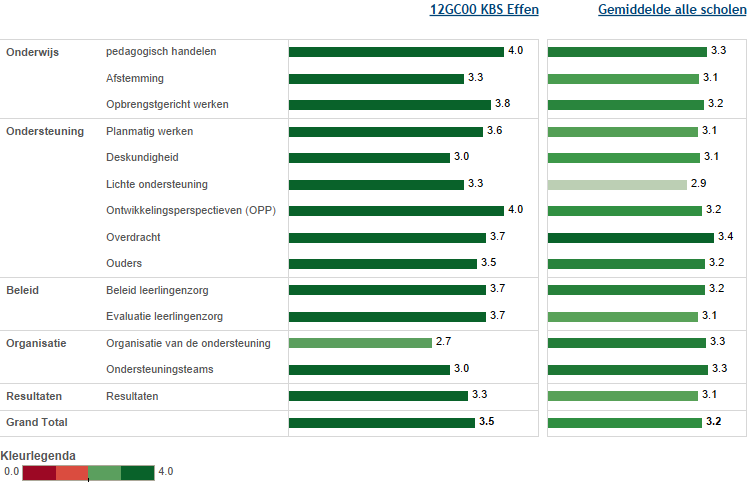 12GC00 KBS Effen Gemiddelde alle scholen
Onderwijs pedagogisch handelen 4.0 3.3
Afstemming 3.3 3.1
Opbrengstgericht werken 3.8 3.2
Ondersteuning Planmatig werken 3.6 3.1
Deskundigheid 3.0 3.1
Lichte ondersteuning 3.3 2.9
Ontwikkelingsperspectieven (OPP) 4.0 3.2
Overdracht 3.7 3.4
Ouders 3.5 3.2
Beleid Beleid leerlingenzorg 3.7 3.2
Evaluatie leerlingenzorg 3.7 3.1
Organisatie Organisatie van de ondersteuning 2.7 3.3
Ondersteuningsteams 3.0 3.3
Resultaten Resultaten 3.3 3.1
Grand Total 3.5 3.2
Kleurlegenda
0.0 4.0